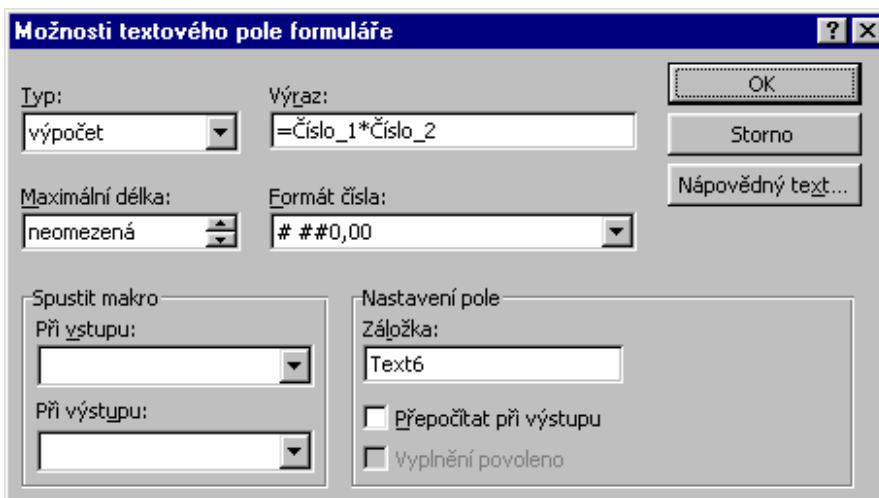 Možnosti textového pole formuláře
Typ:
výpočet
Výraz:
=Číslo_1*Číslo_2
OK
Storno
Nápovědný text...
Maximální délka:
neomezená
Formát čísla:
# ##0,00
Spustit makro
Při vstupu:
Při výstupu:
Nastavení pole
Záložka:
Text6
Přepočítat při výstupu
Vyplnění povoleno